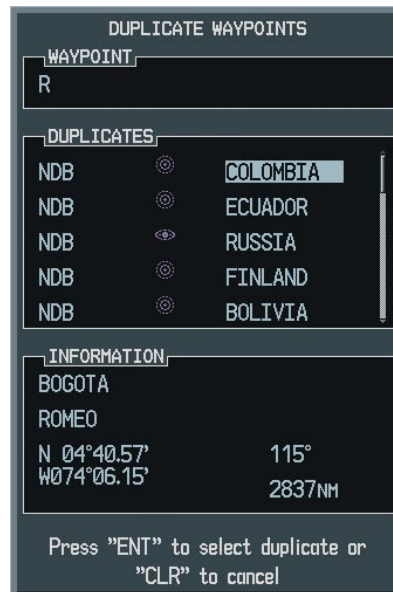 DUPLICATE WAYPOINTS
WAYPOINT
R
DUPLICATES
NDB COLOMBIA
NDB ECUADOR
NDB RUSSIA
NDB FINLAND
NDB BOLIVIA
INFORMATION
BOGOTA
ROMEO
N 04°40.57' 115°
W074°06.15' 2837NM
Press "ENT" to select duplicate or
"CLR" to cancel